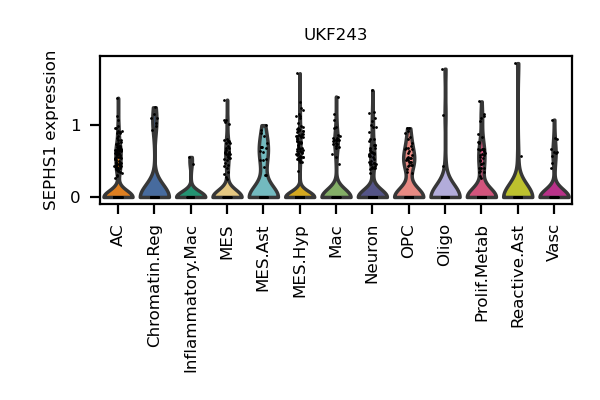 UKF243
SEPHS1 expression
1
0
AC
Chromatin.Reg
Inflammatory.Mac
MES
MES.Ast
MES.Hyp
Mac
Neuron
OPC
Oligo
Prolif.Metab
Reactive.Ast
Vasc